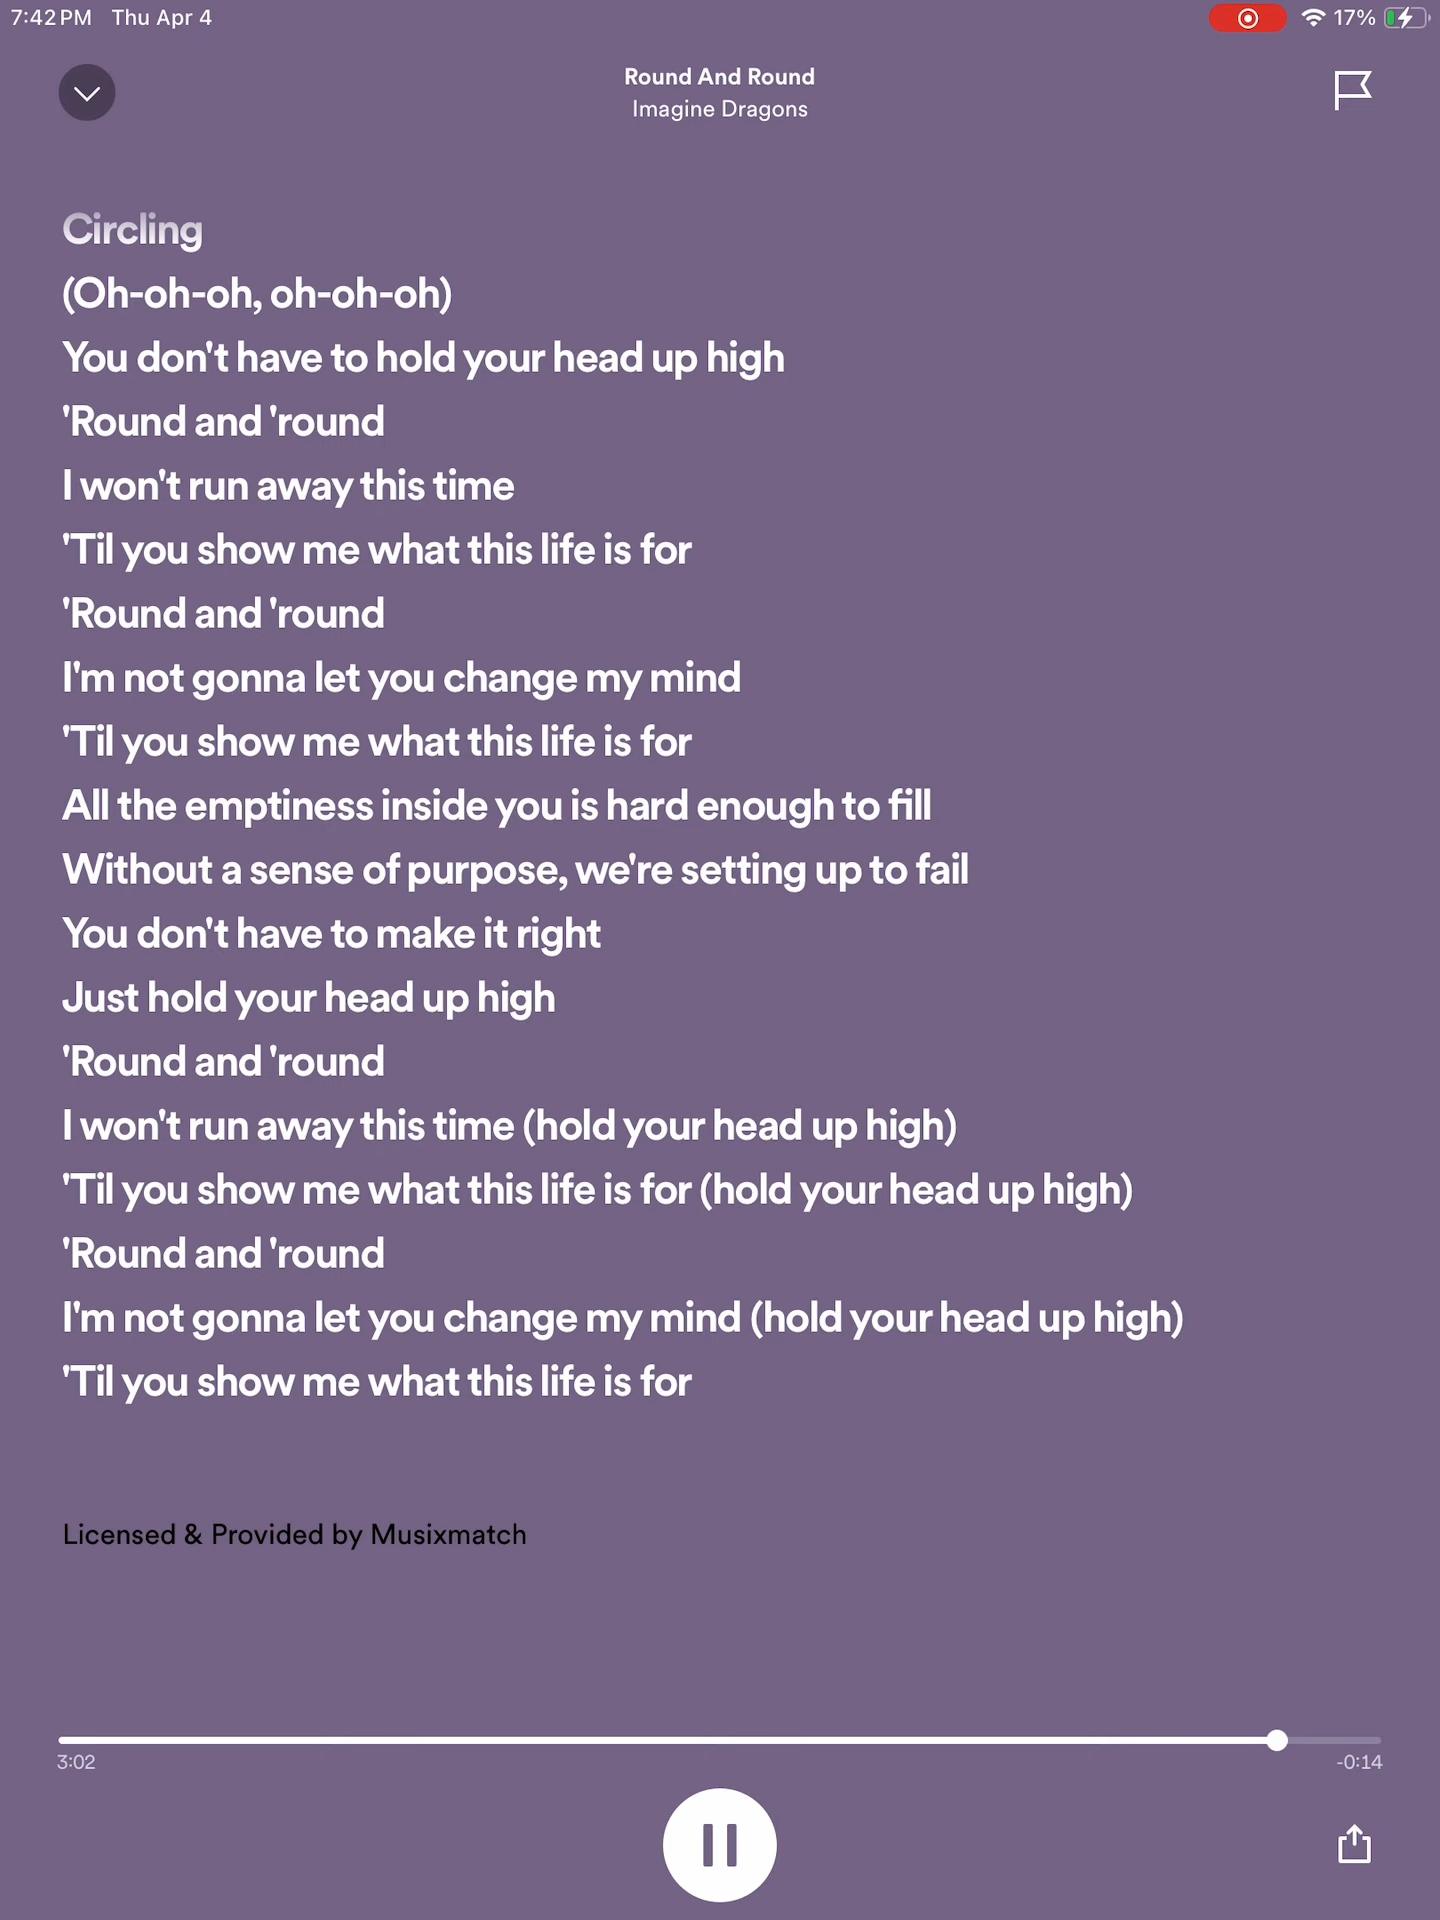 7:42 PM Thu Apr 4 17%
Round And Round
Imagine Dragons
Circling
(Oh-oh-oh, oh-oh-oh)
You don't have to hold your head up high
'Round and 'round
I won't run away this time
'Til you show me what this life is for
'Round and 'round
I'm not gonna let you change my mind
'Til you show me what this life is for
All the emptiness inside you is hard enough to fill
Without a sense of purpose, we're setting up to fail
You don't have to make it right
Just hold your head up high
'Round and 'round
I won't run away this time (hold your head up high)
'Til you show me what this life is for (hold your head up high)
'Round and 'round
I'm not gonna let you change my mind (hold your head up high)
'Til you show me what this life is for
Licensed & Provided by Musixmatch
3:02 -0:14